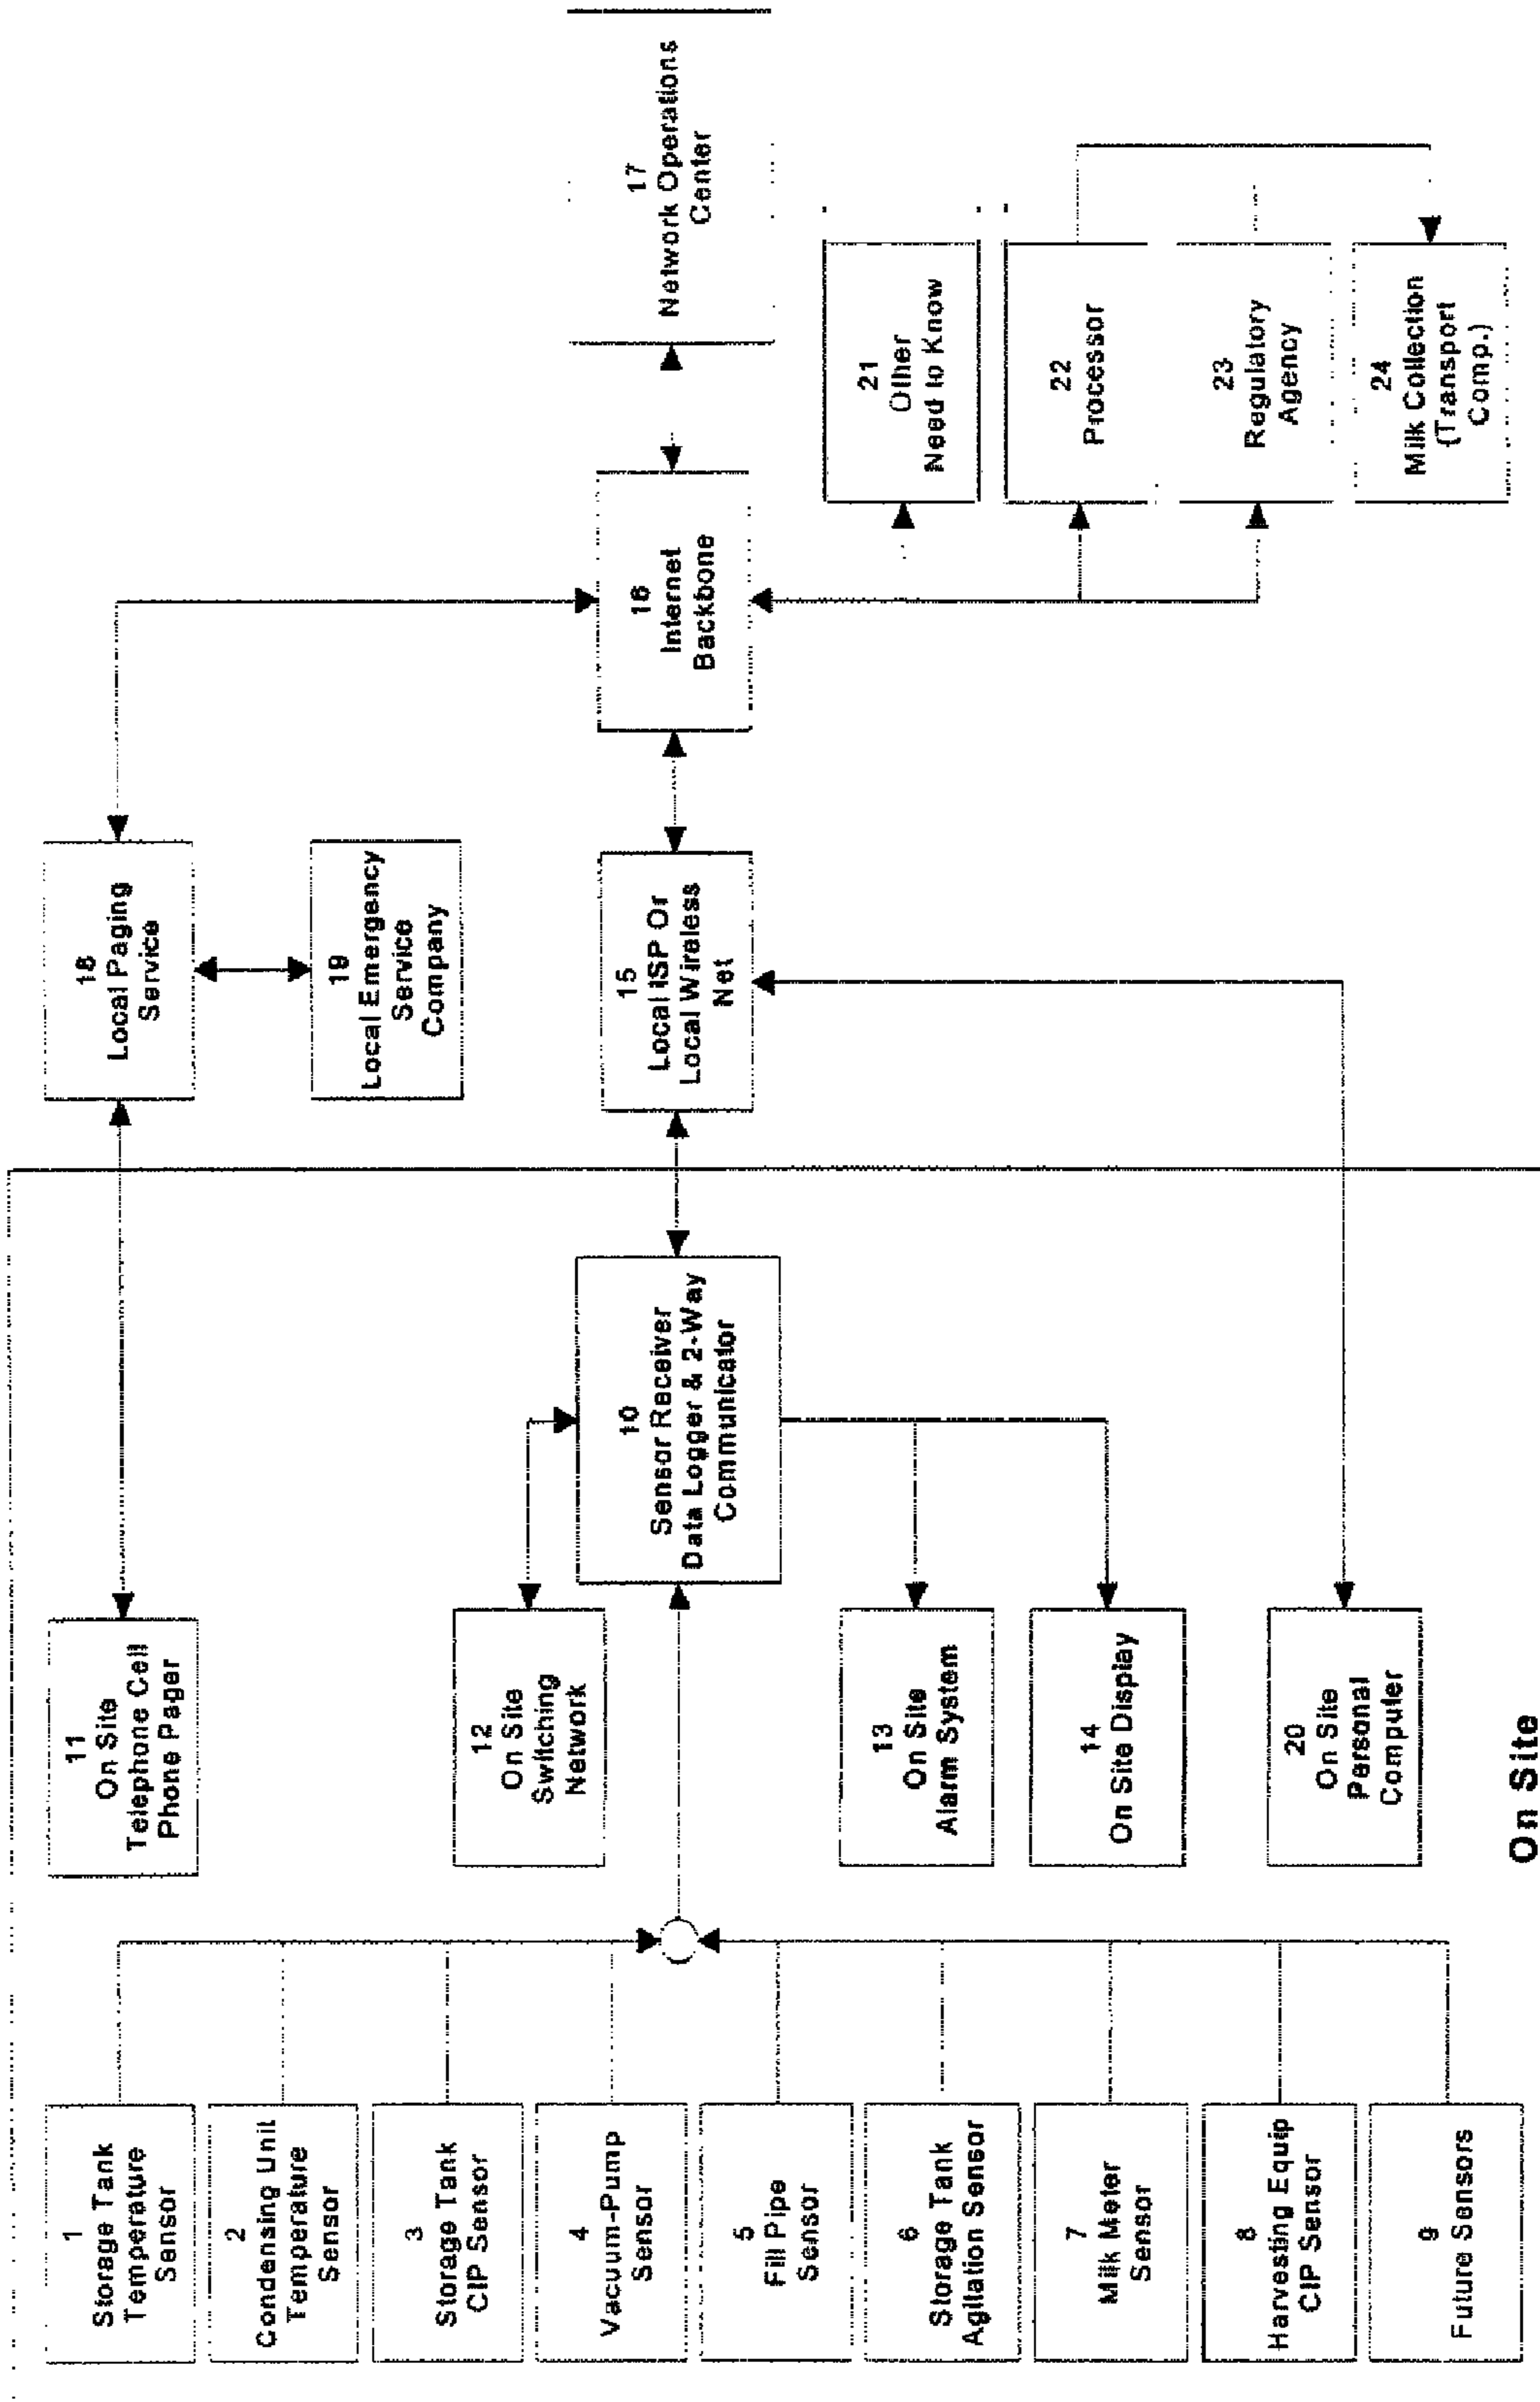 1
Storage Tank
Temperature
Sensor
2
Condensing Unit
Temperature
Sensor
3
Storage Tank
CIP Sensor
4
Vacuum-Pump
Sensor
5
Fill Pipe
Sensor
6
Storage Tank
Agitation Sensor
7
Milk Meter
Sensor
8
Harvesting Equip
CIP Sensor
9
Future Sensors
11
On Site
Telephone Cell
Phone Pager
12
On Site
Switching
Network
13
On Site
Alarm System
14
On Site Display
20
On Site
Personal
Computer
On Site
10
Sensor Receiver
Data Logger & 2-Way
Communicator
18
Local Paging
Service
19
Local Emergency
Service
Company
15
Local ISP Or
Local Wireless
Net
16
Internet
Backbone
17
Network Operations
Center
21
Other
Need to Know
22
Processor
23
Regulatory
Agency
24
Milk Collection
(Transport
Comp.)